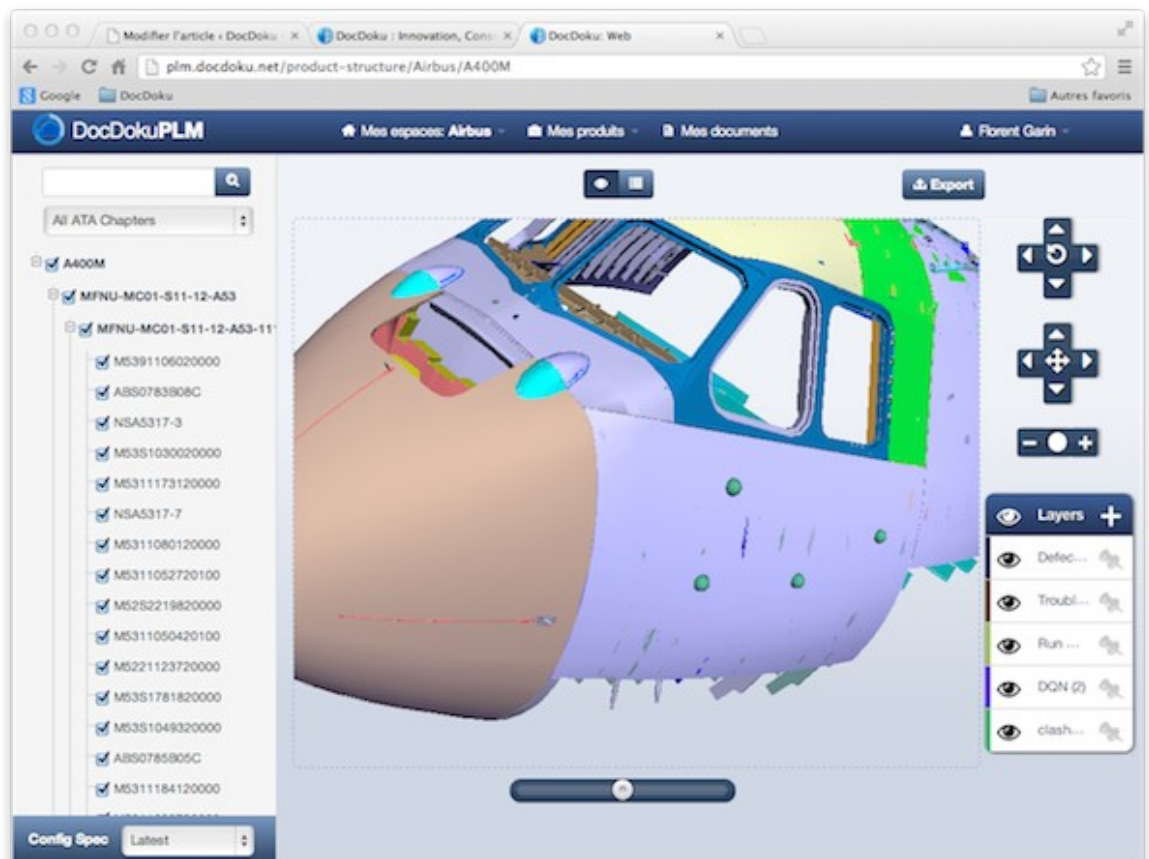 Modifier l'article ‹ DocDoku
DocDoku : Innovation, Cons
DocDoku: Web
plm.docdoku.net/product-structure/Airbus/A400M
Google
DocDoku
Autres favoris
DocDokuPLM
Mes espaces: Airbus
Mes produits
Mes documents
Florent Garin
Export
All ATA Chapters
A400M
MFNU-MC01-S11-12-A53
MFNU-MC01-S11-12-A53-11
M5391106020000
ABS0783B08C
NSA5317-3
M53S1030020000
M5311173120000
NSA5317-7
M5311080120000
M5311052720100
M52S2219820000
M5311050420100
M5221123720000
M53S1781820000
M53S1049320000
ABS0785B05C
M5311184120000
Config Spec
Latest
Layers
Defec...
Troubl...
Run ...
DQN (2)
clash...